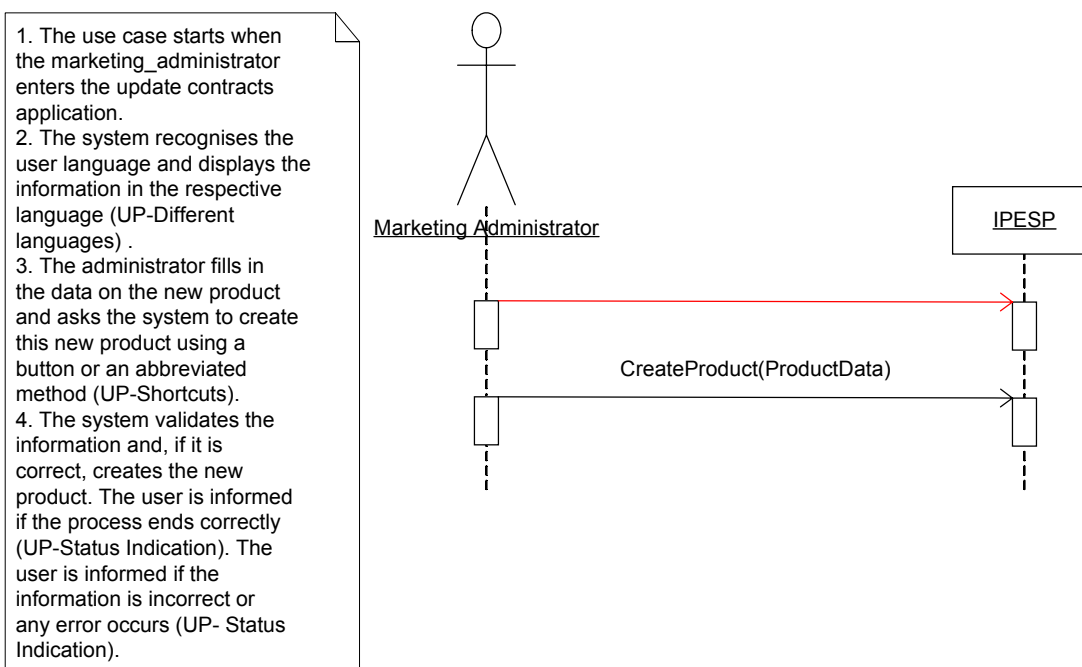 1. The use case starts when
the marketing_administrator
enters the update contracts
application.
2. The system recognises the
user language and displays the
information in the respective
language (UP-Different
languages) .
3. The administrator fills in
the data on the new product
and asks the system to create
this new product using a
button or an abbreviated
method (UP-Shortcuts).
4. The system validates the
information and, if it is
correct, creates the new
product. The user is informed
if the process ends correctly
(UP-Status Indication). The
user is informed if the
information is incorrect or
any error occurs (UP- Status
Indication).
Marketing Administrator
IPESP
CreateProduct(ProductData)